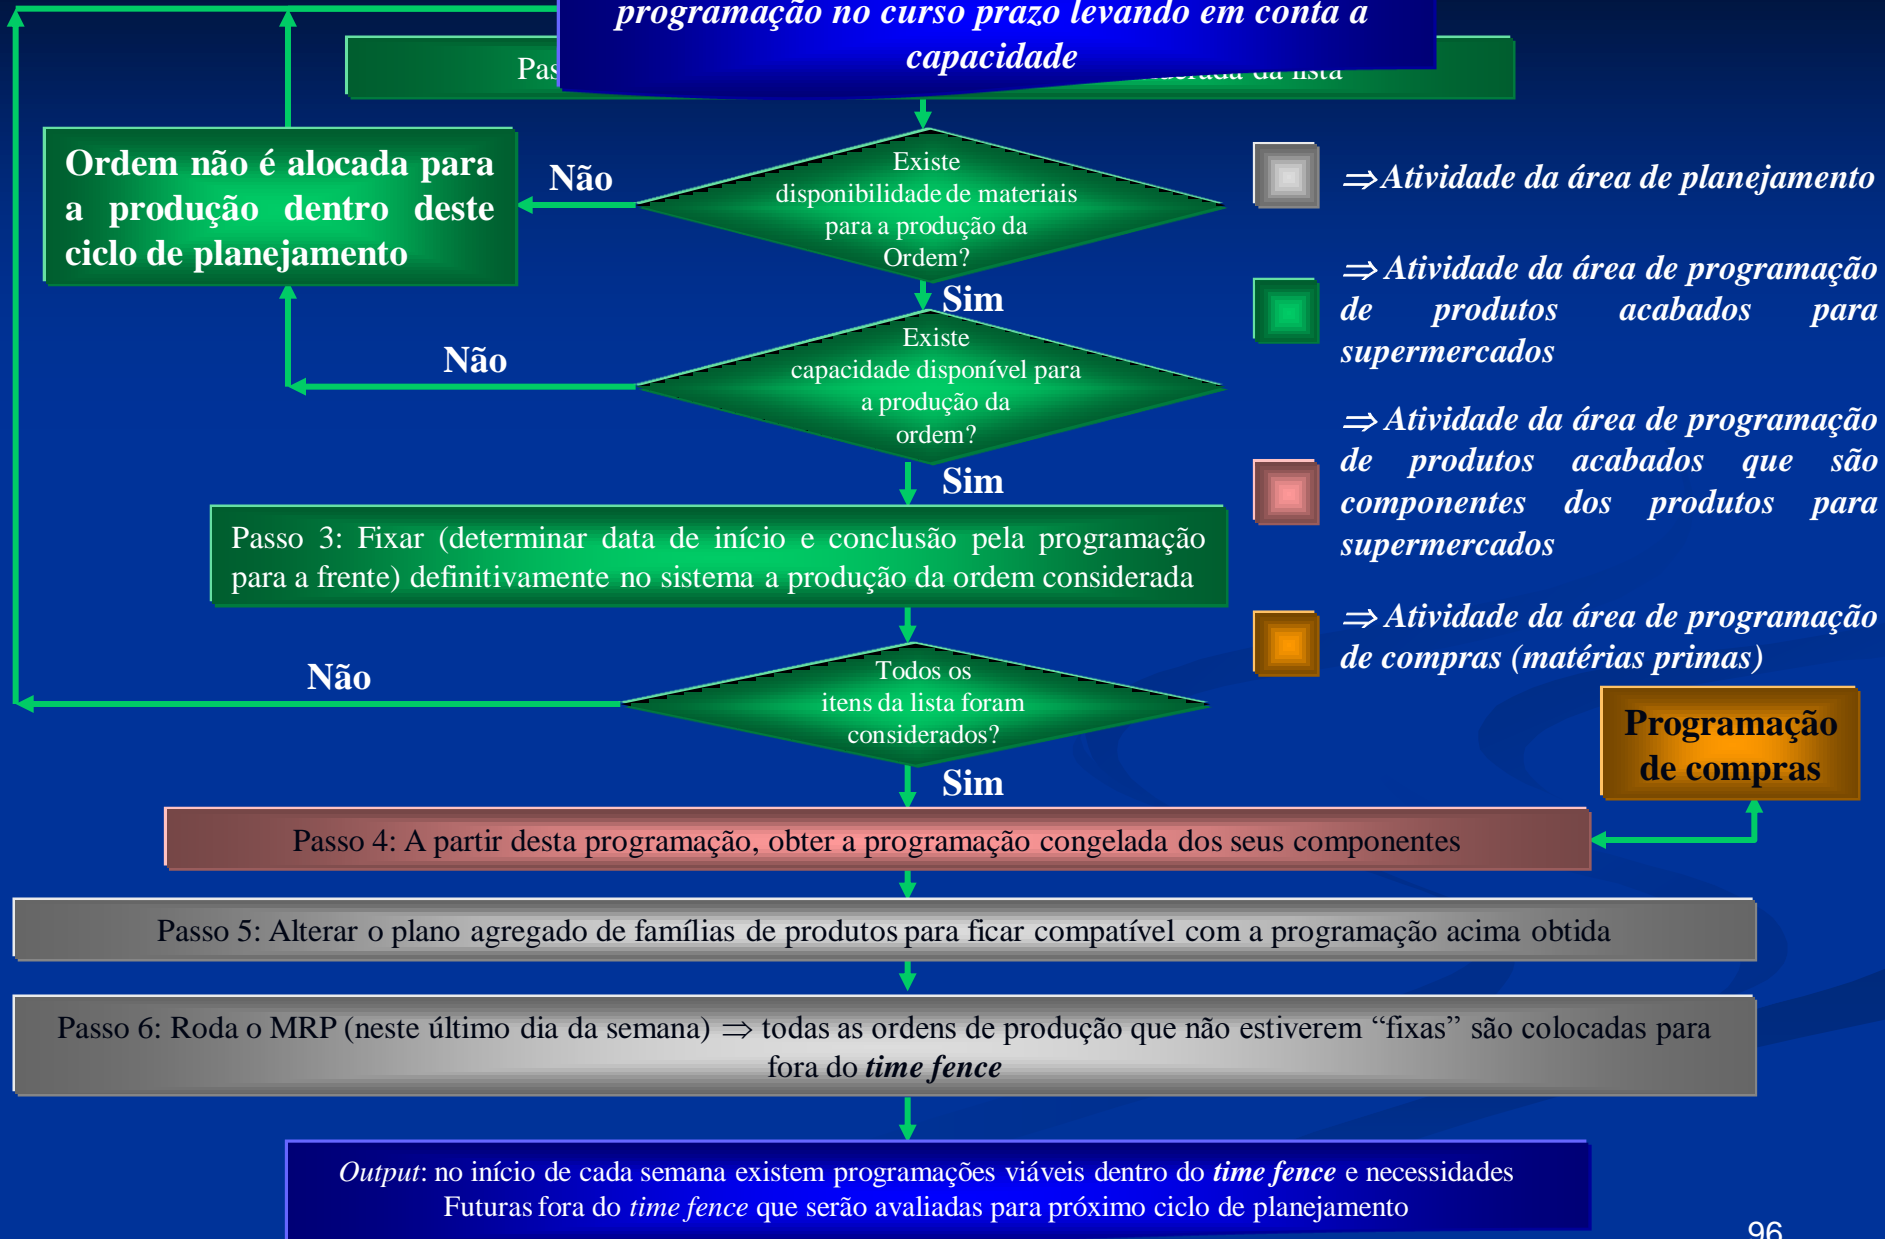 programação no curso prazo levando em conta a
capacidade
da lista
Ordem não é alocada para
a produção dentro deste
ciclo de planejamento
Não
Existe
disponibilidade de materiais
para a produção da
Ordem?
Sim
Não
Existe
capacidade disponível para
a produção da
ordem?
Sim
Passo 3: Fixar (determinar data de início e conclusão pela programação
para a frente) definitivamente no sistema a produção da ordem considerada
Não
Todos os
itens da lista foram
considerados?
Sim
⇒ Atividade da área de planejamento
⇒ Atividade da área de programação
de produtos acabados para
supermercados
⇒ Atividade da área de programação
de produtos acabados que são
componentes dos produtos para
supermercados
⇒ Atividade da área de programação
de compras (matérias primas)
Programação
de compras
Passo 4: A partir desta programação, obter a programação congelada dos seus componentes
Passo 5: Alterar o plano agregado de famílias de produtos para ficar compatível com a programação acima obtida
Passo 6: Roda o MRP (neste último dia da semana) ⇒ todas as ordens de produção que não estiverem “fixas” são colocadas para
fora do time fence
Output: no início de cada semana existem programações viáveis dentro do time fence e necessidades
Futuras fora do time fence que serão avaliadas para próximo ciclo de planejamento
96